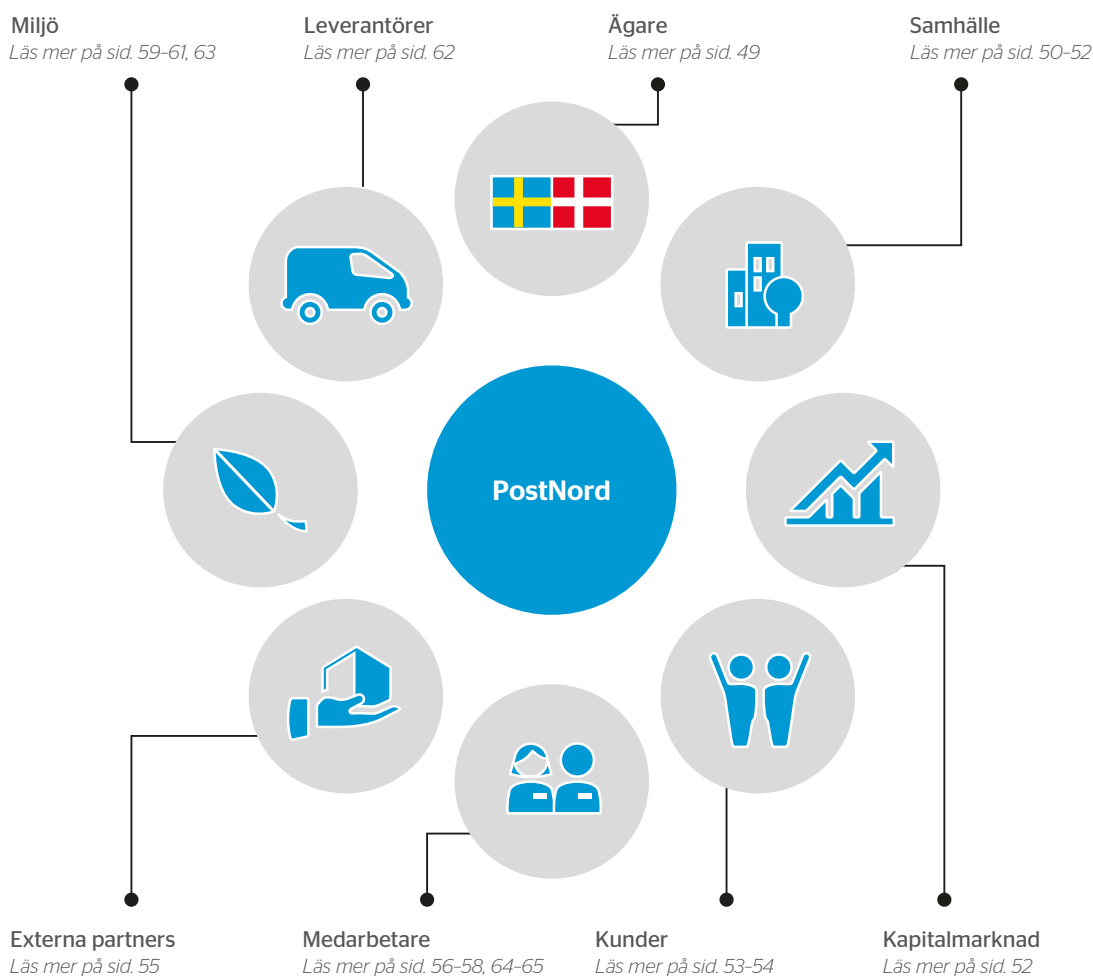 Miljö
Läs mer på sid. 59-61, 63
Leverantörer
Läs mer på sid. 62
Ägare
Läs mer på sid. 49
Samhälle
Läs mer på sid. 50-52
PostNord
Externa partners
Läs mer på sid. 55
Medarbetare
Läs mer på sid. 56-58, 64-65
Kunder
Läs mer på sid. 53-54
Kapitalmarknad
Läs mer på sid. 52